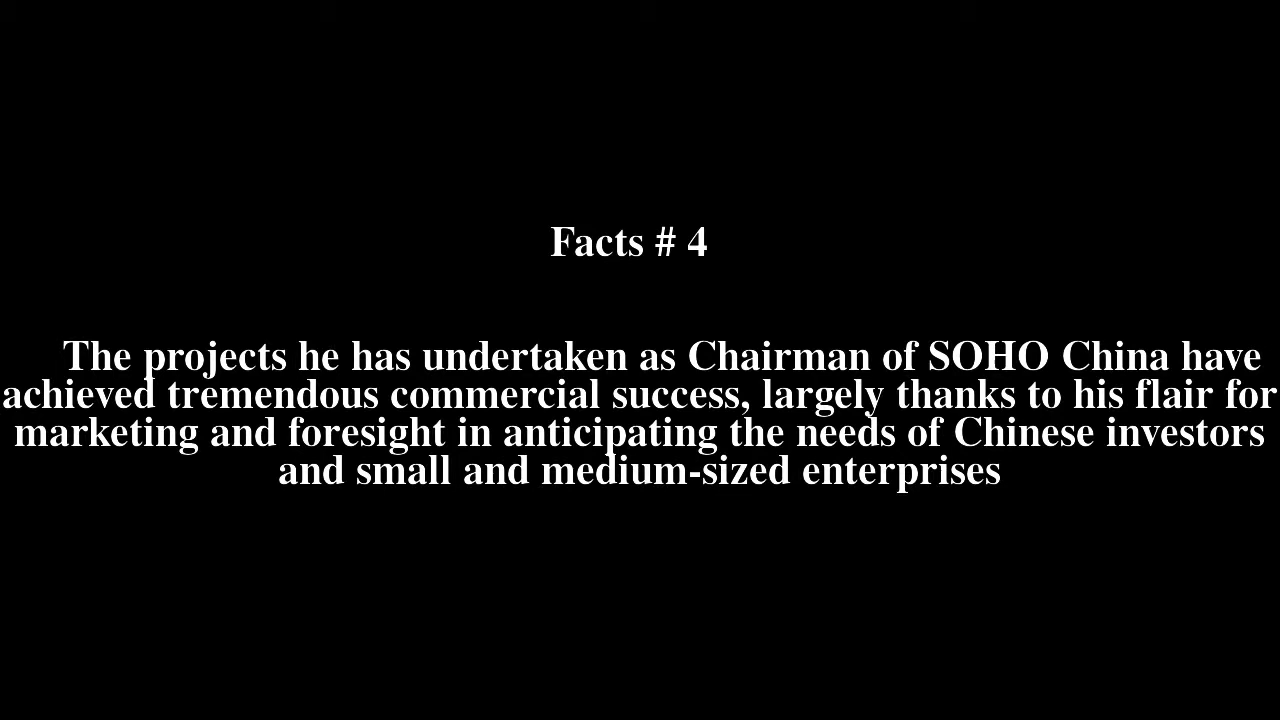 Facts # 4
The projects he has undertaken as Chairman of SOHO China have
achieved tremendous commercial success, largely thanks to his flair for
marketing and foresight in anticipating the needs of Chinese investors
and small and medium-sized enterprises